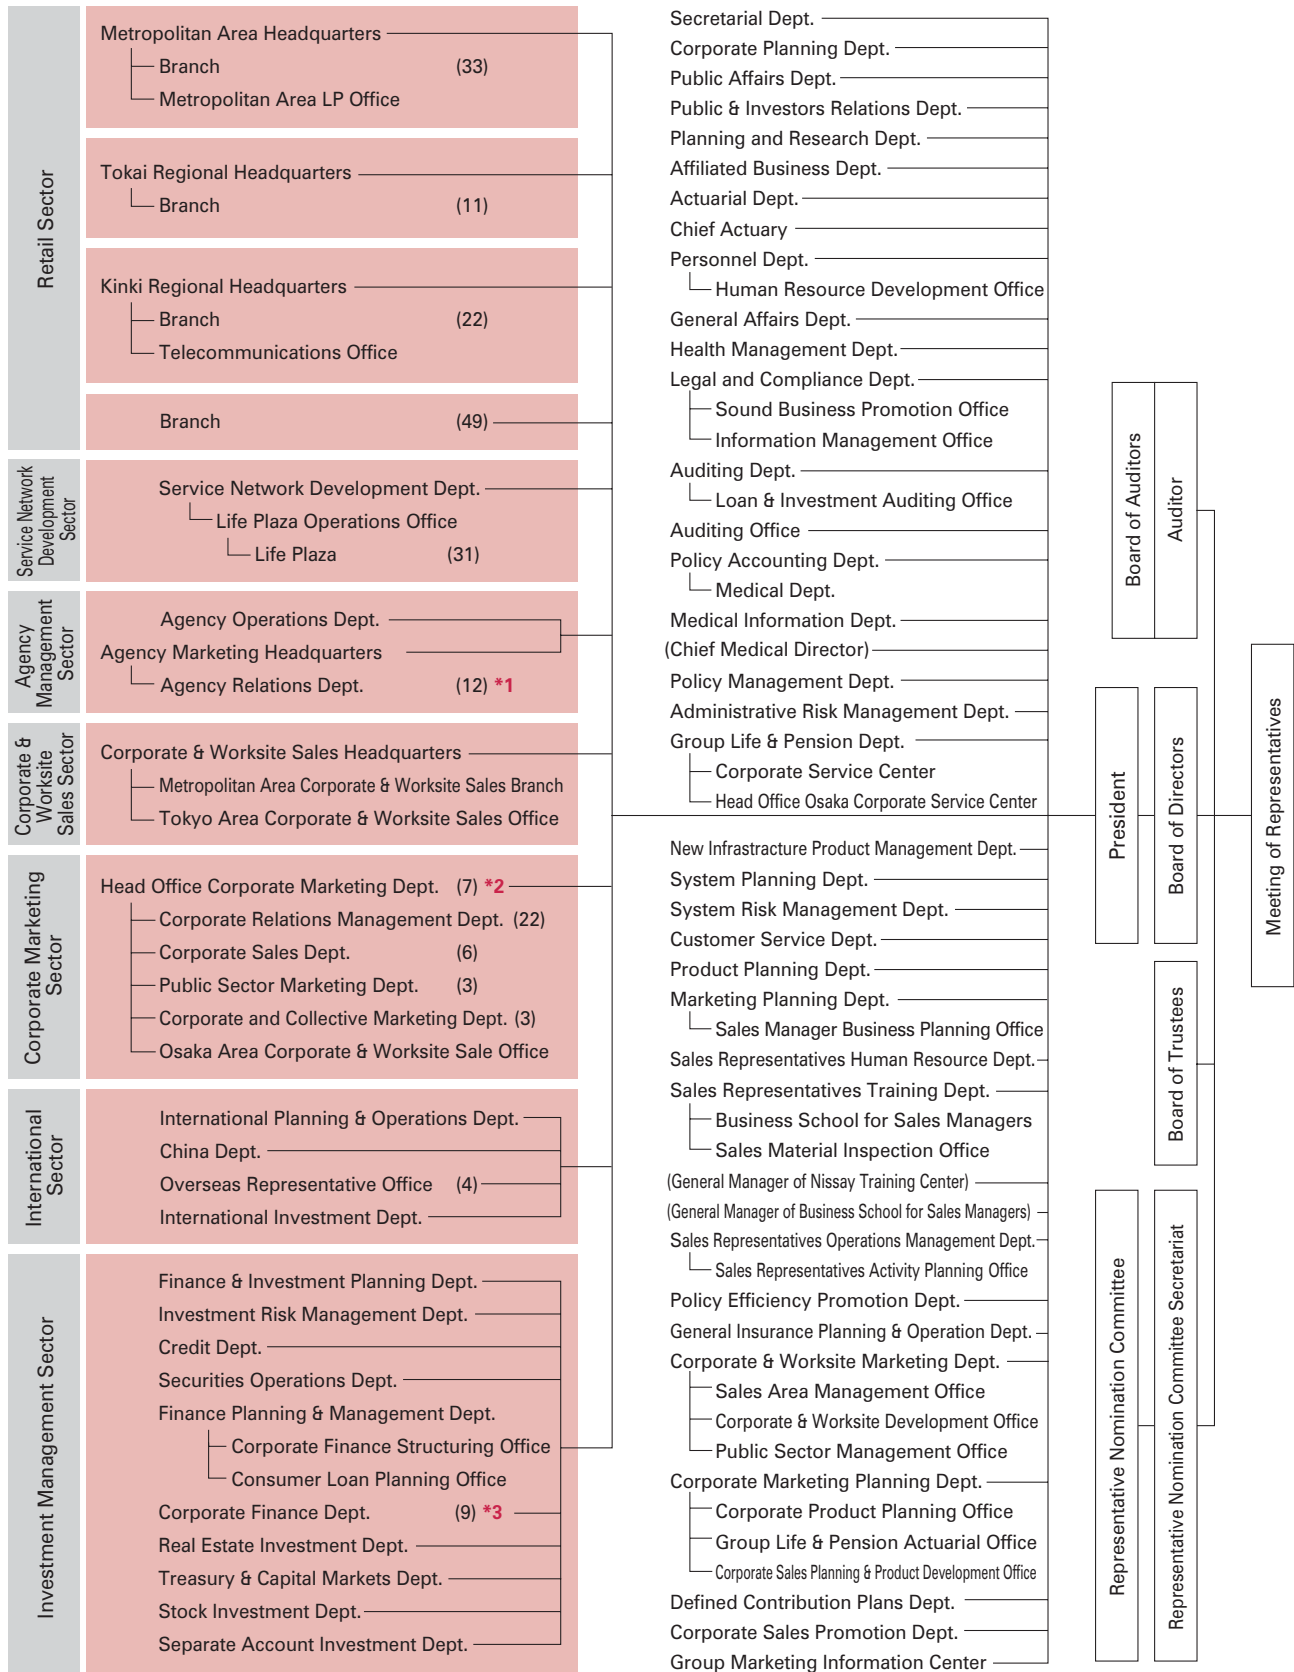 Retail Sector
Metropolitan Area Headquarters
Branch (33)
Metropolitan Area LP Office
Tokai Regional Headquarters
Branch (11)
Kinki Regional Headquarters
Branch (22)
Telecommunications Office
Branch (49)
Service Network
Development
Sector
Service Network Development Dept.
Life Plaza Operations Office
Life Plaza (31)
Agency
Management
Sector
Agency Operations Dept.
Agency Marketing Headquarters
Agency Relations Dept. (12) *1
Corporate &
Worksite
Sales Sector
Corporate & Worksite Sales Headquarters
Metropolitan Area Corporate & Worksite Sales Branch
Tokyo Area Corporate & Worksite Sales Office
Corporate Marketing
Sector
Head Office Corporate Marketing Dept. (7) *2
Corporate Relations Management Dept. (22)
Corporate Sales Dept. (6)
Public Sector Marketing Dept. (3)
Corporate and Collective Marketing Dept. (3)
Osaka Area Corporate & Worksite Sale Office
International
Sector
International Planning & Operations Dept.
China Dept.
Overseas Representative Office (4)
International Investment Dept.
Investment Management Sector
Finance & Investment Planning Dept.
Investment Risk Management Dept.
Credit Dept.
Securities Operations Dept.
Finance Planning & Management Dept.
Corporate Finance Structuring Office
Consumer Loan Planning Office
Corporate Finance Dept. (9) *3
Real Estate Investment Dept.
Treasury & Capital Markets Dept.
Stock Investment Dept.
Separate Account Investment Dept.
Secretarial Dept.
Corporate Planning Dept.
Public Affairs Dept.
Public & Investors Relations Dept.
Planning and Research Dept.
Affiliated Business Dept.
Actuarial Dept.
Chief Actuary
Personnel Dept.
Human Resource Development Office
General Affairs Dept.
Health Management Dept.
Legal and Compliance Dept.
Sound Business Promotion Office
Information Management Office
Auditing Dept.
Loan & Investment Auditing Office
Auditing Office
Policy Accounting Dept.
Medical Dept.
Medical Information Dept.
(Chief Medical Director)
Policy Management Dept.
Administrative Risk Management Dept.
Group Life & Pension Dept.
Corporate Service Center
Head Office Osaka Corporate Service Center
New Infrastracture Product Management Dept.
System Planning Dept.
System Risk Management Dept.
Customer Service Dept.
Product Planning Dept.
Marketing Planning Dept.
Sales Manager Business Planning Office
Sales Representatives Human Resource Dept.
Sales Representatives Training Dept.
Business School for Sales Managers
Sales Material Inspection Office
(General Manager of Nissay Training Center)
(General Manager of Business School for Sales Managers)
Sales Representatives Operations Management Dept.
Sales Representatives Activity Planning Office
Policy Efficiency Promotion Dept.
General Insurance Planning & Operation Dept.
Corporate & Worksite Marketing Dept.
Sales Area Management Office
Corporate & Worksite Development Office
Public Sector Management Office
Corporate Marketing Planning Dept.
Corporate Product Planning Office
Group Life & Pension Actuarial Office
Corporate Sales Planning & Product Development Office
Defined Contribution Plans Dept.
Corporate Sales Promotion Dept.
Group Marketing Information Center
Board of Auditors
Auditor
President
Board of Directors
Meeting of Representatives
Board of Trustees
Representative Nomination Committee
Representative Nomination Committee Secretariat